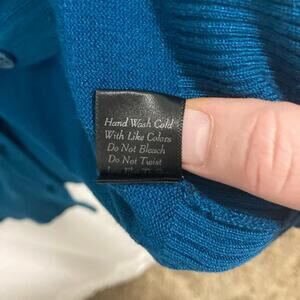 Hand Wash Cold
With Like Colors
Do Not Bleach
Do Not Twist